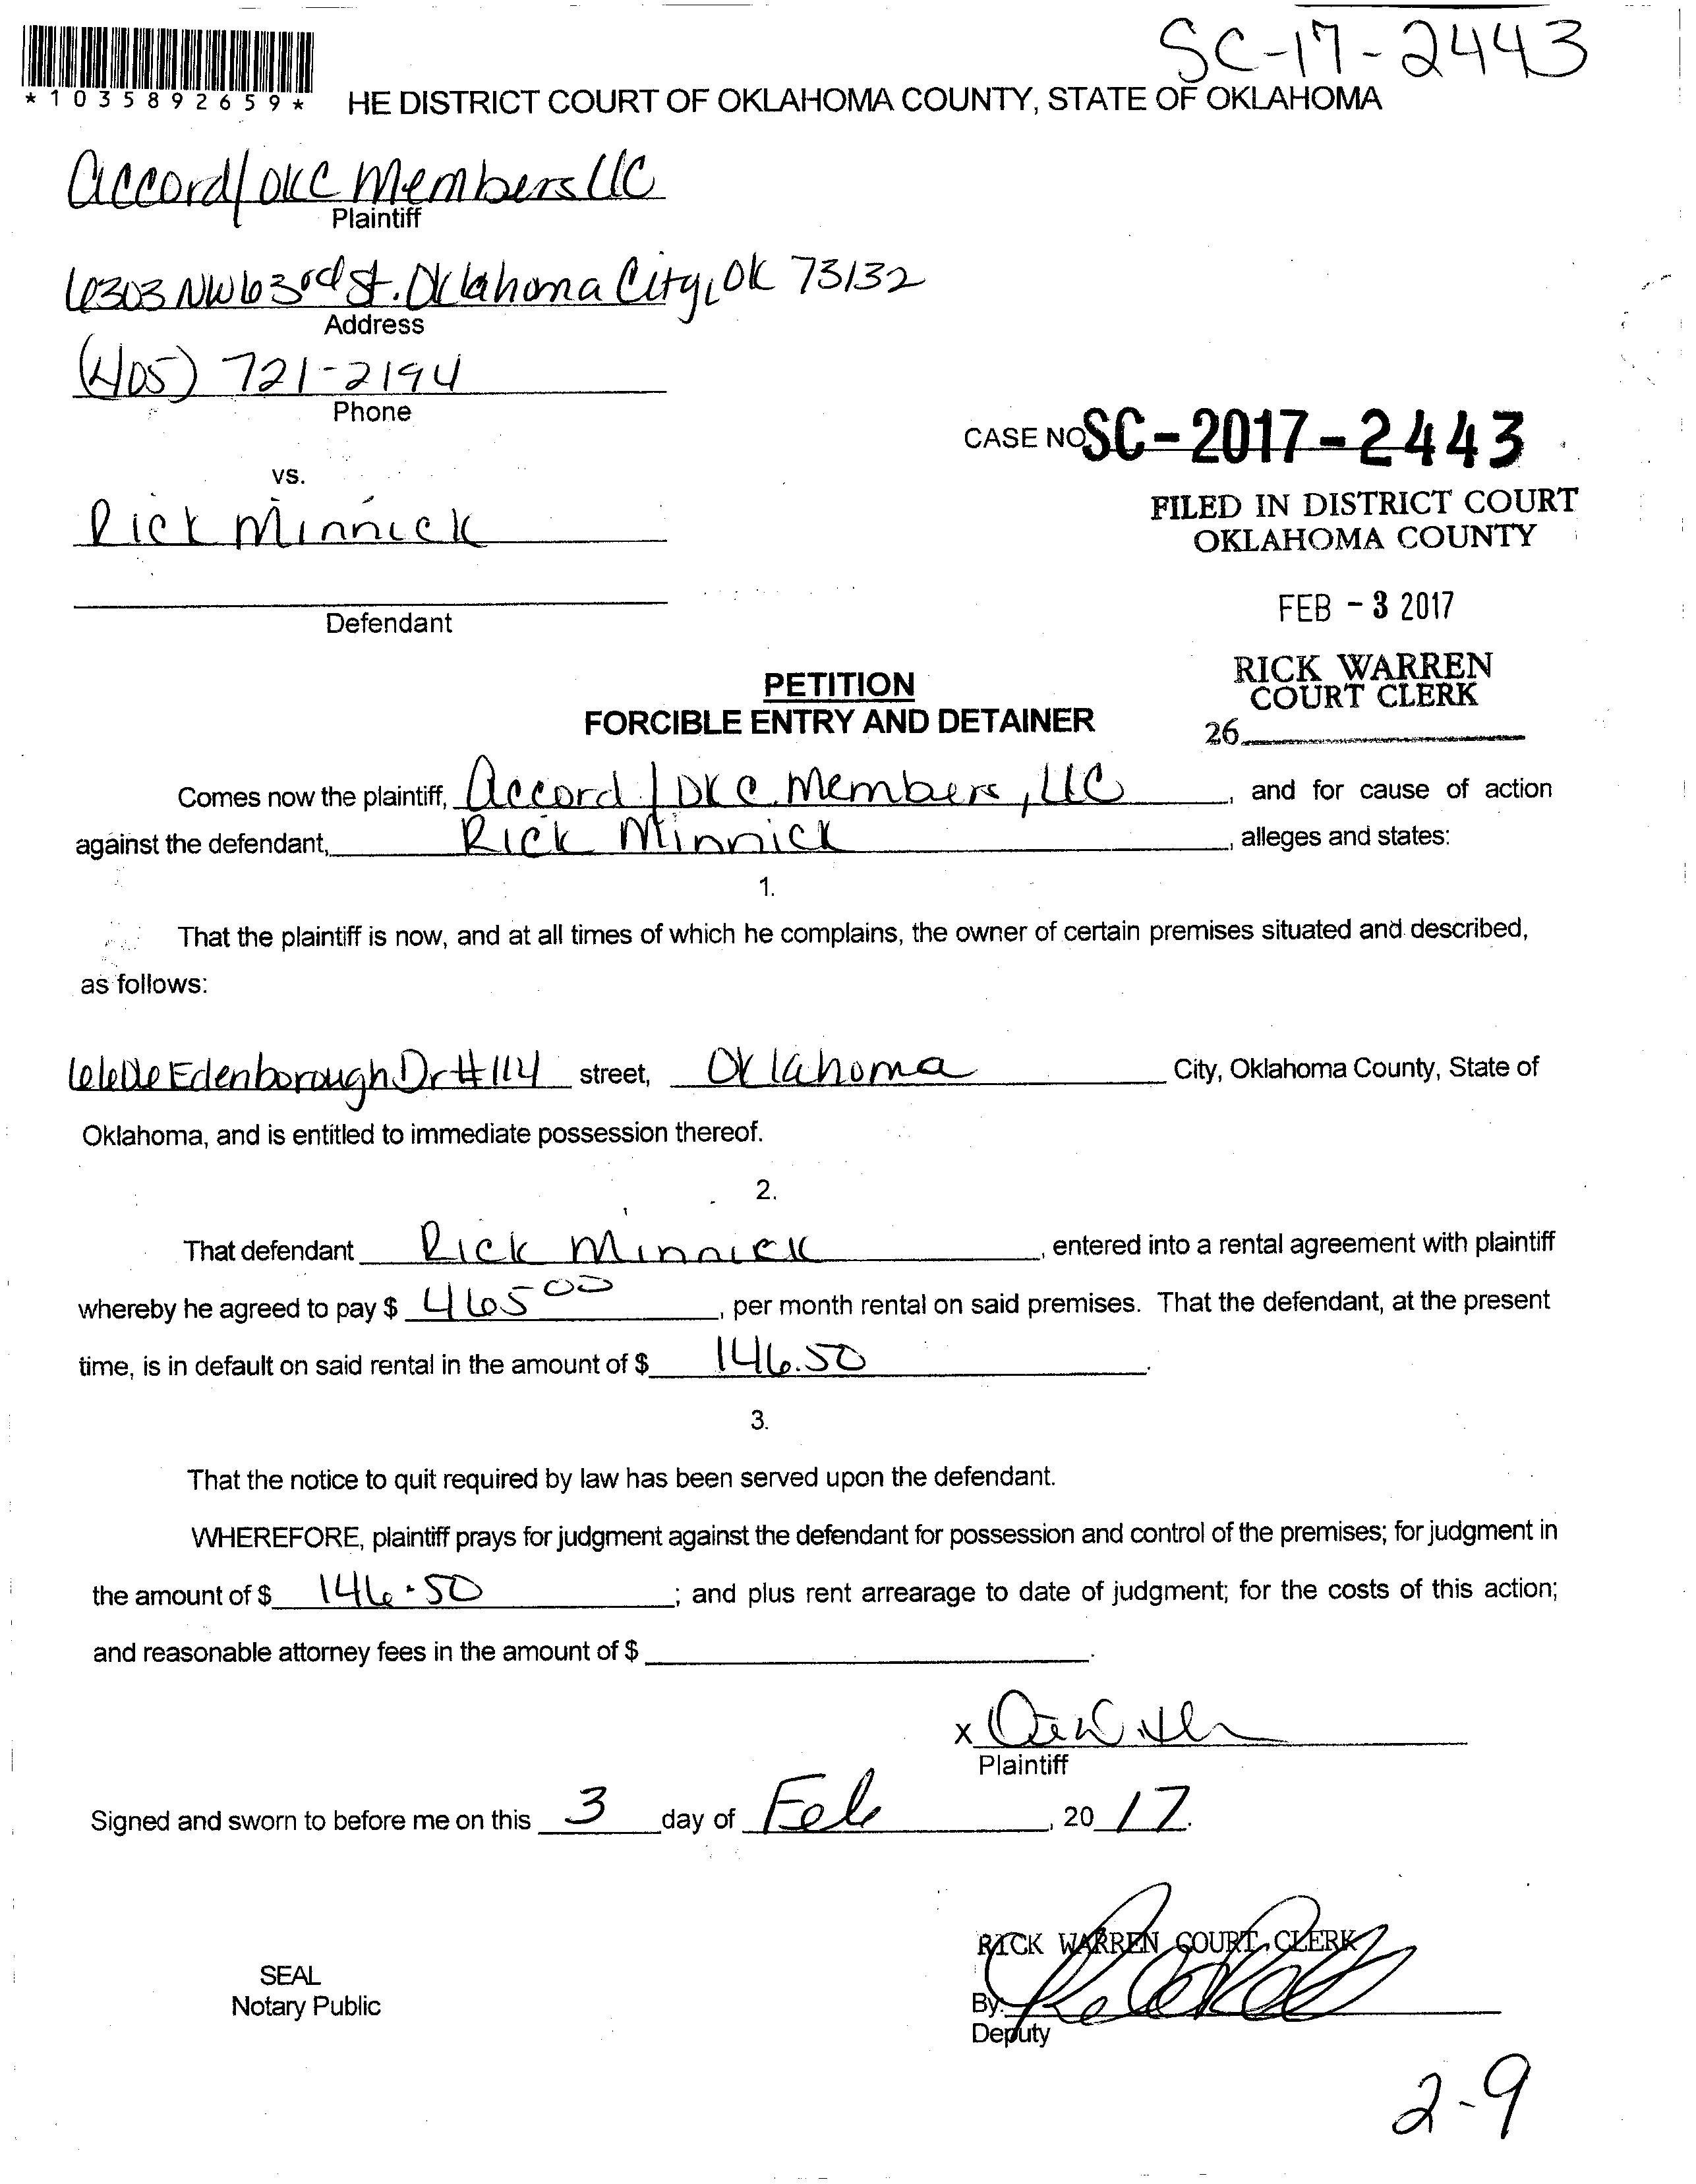 SC-17-2443
*1035892659*
HE DISTRICT COURT OF OKLAHOMA COUNTY, STATE OF OKLAHOMA
Accord/OKC Members LLC
Plaintiff
6303 NW 63rd St. Oklahoma City, OK 73132
Address
(405) 721-2194
Phone
CASE NO SC-2017-2443
vs.
FILED IN DISTRICT COURT
OKLAHOMA COUNTY
Rick Minnick
FEB - 3 2017
Defendant
RICK WARREN
COURT CLERK
26
PETITION
FORCIBLE ENTRY AND DETAINER
Comes now the plaintiff, Accord/OKC Members, LLC, and for cause of action
against the defendant, Rick Minnick, alleges and states:
1.
That the plaintiff is now, and at all times of which he complains, the owner of certain premises situated and described,
as follows:
Edenborough Dr #114 street, Oklahoma City, Oklahoma County, State of
Oklahoma, and is entitled to immediate possession thereof.
2.
That defendant Rick Minnick, entered into a rental agreement with plaintiff
whereby he agreed to pay $ 465 00, per month rental on said premises. That the defendant, at the present
time, is in default on said rental in the amount of $ 146.50.
3.
That the notice to quit required by law has been served upon the defendant.
WHEREFORE, plaintiff prays for judgment against the defendant for possession and control of the premises; for judgment in
the amount of $ 146.50; and plus rent arrearage to date of judgment; for the costs of this action;
and reasonable attorney fees in the amount of $ .
X
Plaintiff
Signed and sworn to before me on this 3 day of Feb, 20 17.
RICK WARREN COURT CLERK
SEAL
Notary Public
By:
Deputy
2-9